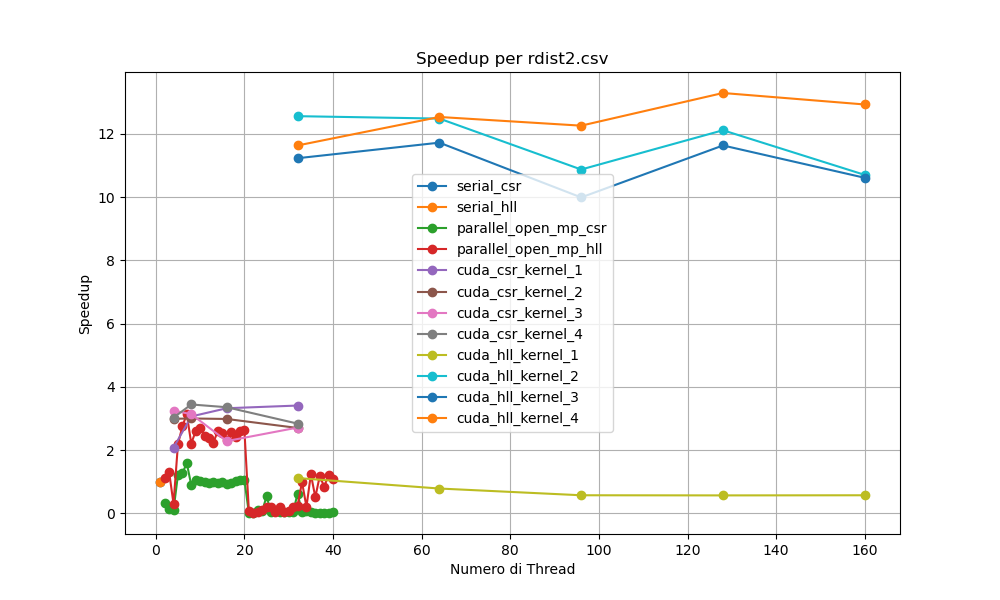 Speedup per rdist2.csv
Speedup
12
10
8
6
4
2
0
serial_csr
serial_hll
parallel_open_mp_csr
parallel_open_mp_hll
cuda_csr_kernel_1
cuda_csr_kernel_2
cuda_csr_kernel_3
cuda_csr_kernel_4
cuda_hll_kernel_1
cuda_hll_kernel_2
cuda_hll_kernel_3
cuda_hll_kernel_4
0 20 40 60 80 100 120 140 160
Numero di Thread